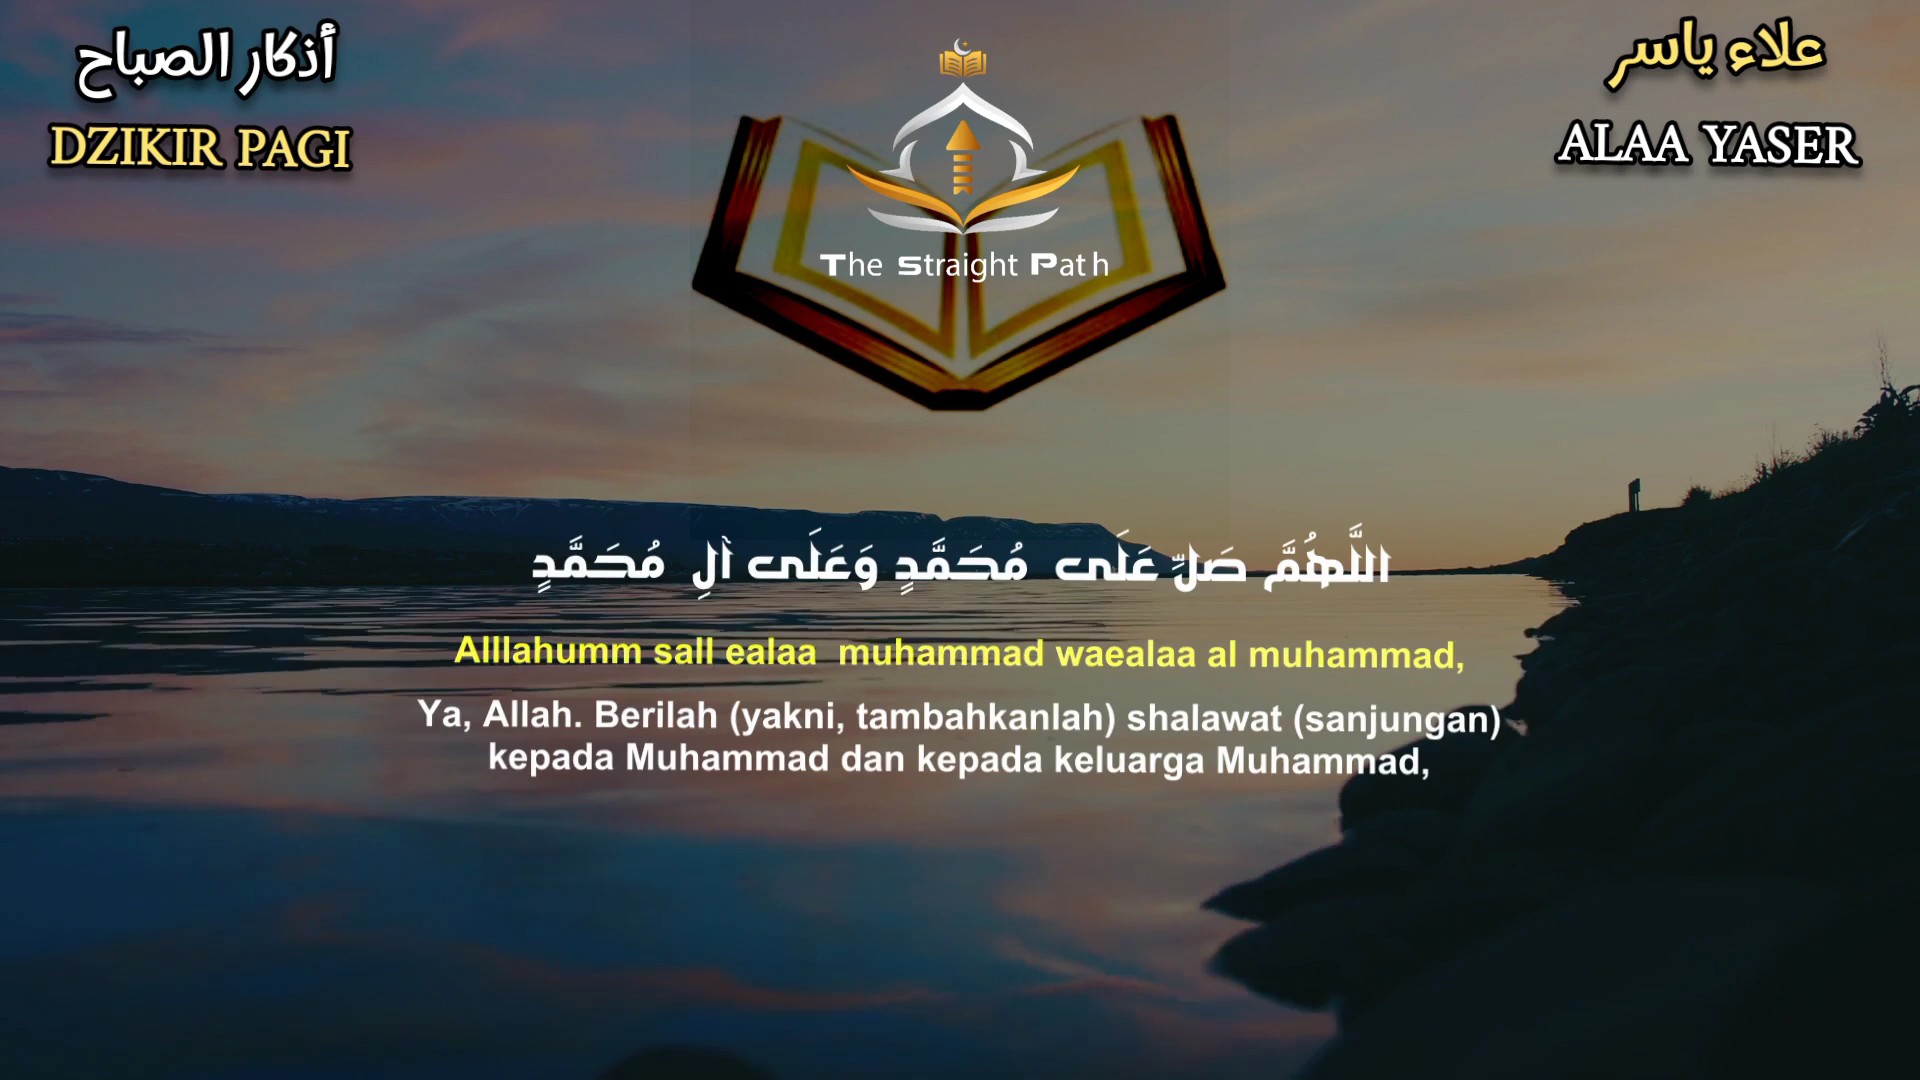 أذكار الصباح
DZIKIR PAGI
علاء ياسر
ALAA YASER
The Straight Path
اللَّهُمَّ صَلِّ عَلَى مُحَمَّدٍ وَعَلَى آلِ مُحَمَّدٍ
Alllahumm sall ealaa muhammad waealaa al muhammad,
Ya, Allah. Berilah (yakni, tambahkanlah) shalawat (sanjungan)
kepada Muhammad dan kepada keluarga Muhammad,